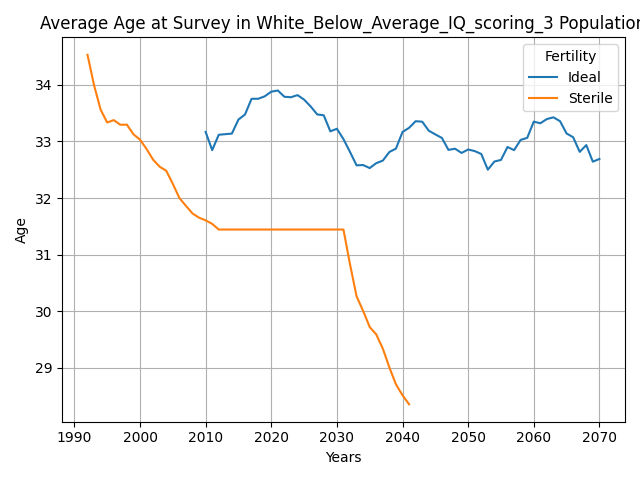 Average Age at Survey in White_Below_Average_IQ_scoring_3 Population
Fertility
Ideal
Sterile
34
33
32
31
30
29
Age
1990
2000
2010
2020
2030
2040
2050
2060
2070
Years